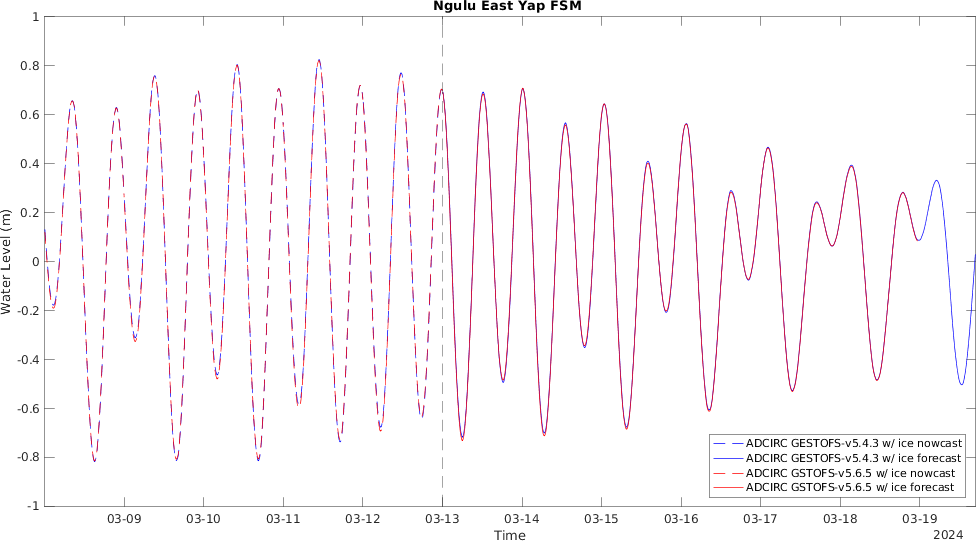 Ngulu East Yap FSM
1
0.8
0.6
0.4
0.2
0
-0.2
-0.4
-0.6
-0.8
-1
Water Level (m)
ADCIRC GESTOFS-v5.4.3 w/ ice nowcast
ADCIRC GESTOFS-v5.4.3 w/ ice forecast
ADCIRC GSTOFS-v5.6.5 w/ ice nowcast
ADCIRC GSTOFS-v5.6.5 w/ ice forecast
03-09 03-10 03-11 03-12 03-13 03-14 03-15 03-16 03-17 03-18 03-19
Time
2024